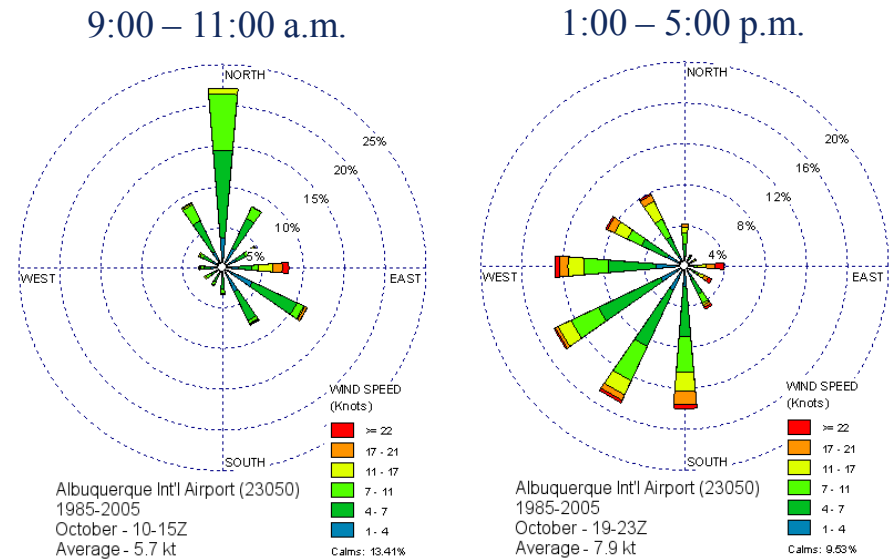 9:00 – 11:00 a.m.
NORTH
25%
20%
15%
10%
5%
WEST
EAST
SOUTH
WIND SPEED
(Knots)
>= 22
17 - 21
11 - 17
7 - 11
4 - 7
1 - 4
Calms: 13.41%
Albuquerque Int'l Airport (23050)
1985-2005
October - 10-15Z
Average - 5.7 kt
1:00 – 5:00 p.m.
NORTH
20%
16%
12%
8%
4%
WEST
EAST
SOUTH
WIND SPEED
(Knots)
>= 22
17 - 21
11 - 17
7 - 11
4 - 7
1 - 4
Calms: 9.53%
Albuquerque Int'l Airport (23050)
1985-2005
October - 19-23Z
Average - 7.9 kt